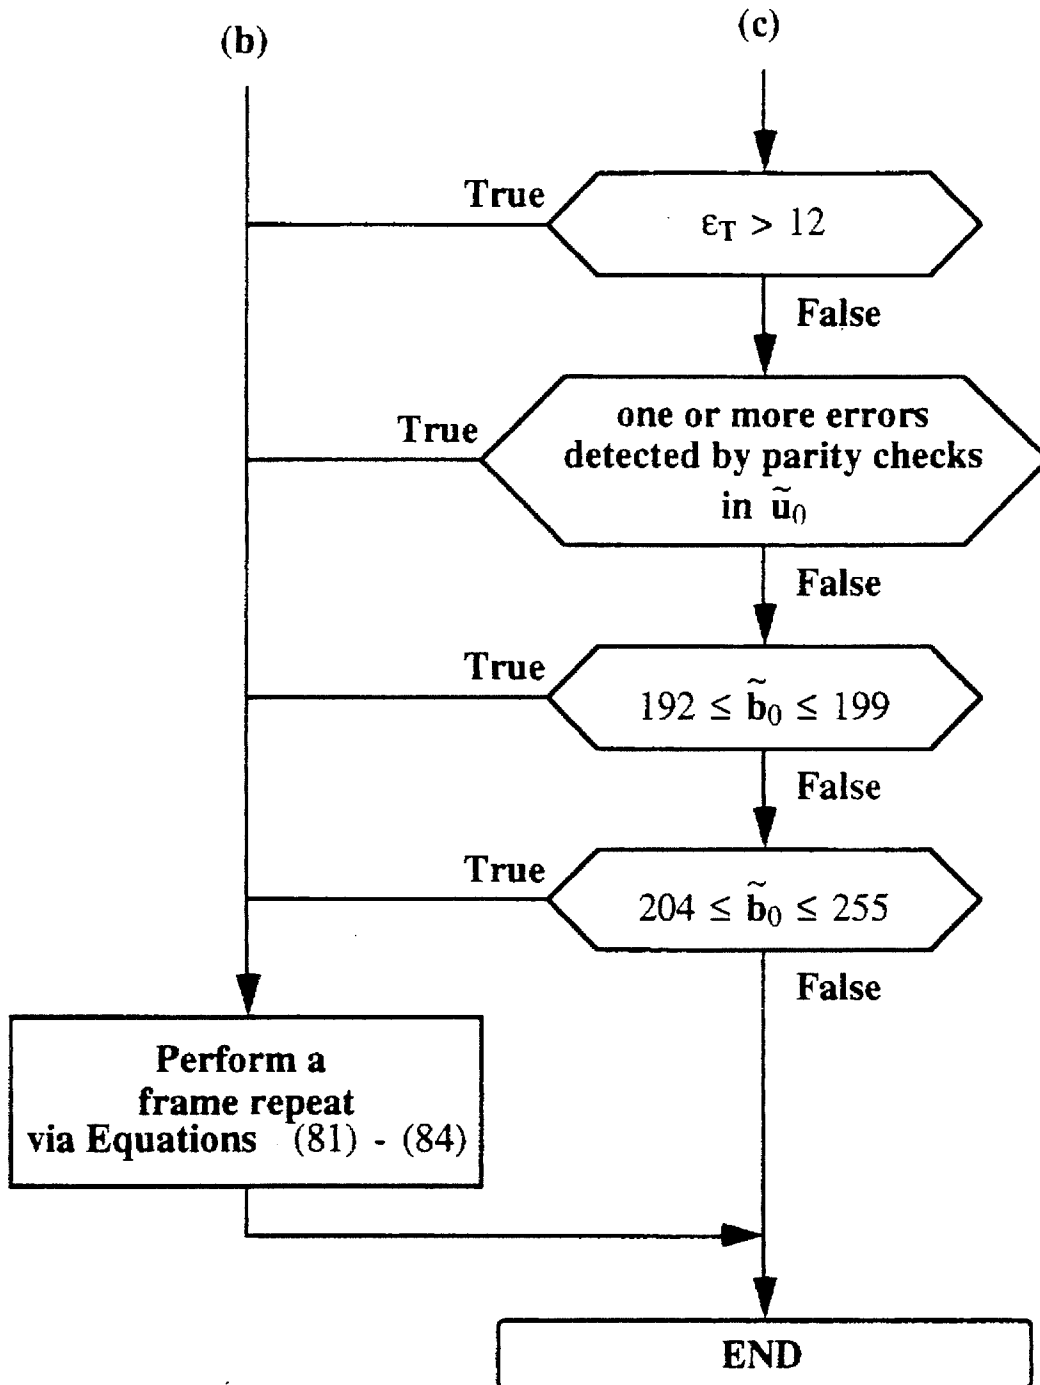 (b)
(c)
True
ε_T > 12
False
True
one or more errors
detected by parity checks
in ũ₀
False
True
192 ≤ b̃₀ ≤ 199
False
True
204 ≤ b̃₀ ≤ 255
False
Perform a
frame repeat
via Equations (81) - (84)
END